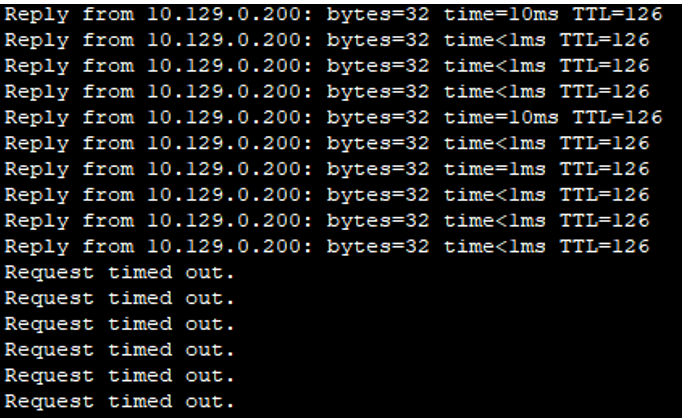 Reply from 10.129.0.200: bytes=32 time=10ms TTL=126
Reply from 10.129.0.200: bytes=32 time<1ms TTL=126
Reply from 10.129.0.200: bytes=32 time<1ms TTL=126
Reply from 10.129.0.200: bytes=32 time<1ms TTL=126
Reply from 10.129.0.200: bytes=32 time=10ms TTL=126
Reply from 10.129.0.200: bytes=32 time<1ms TTL=126
Reply from 10.129.0.200: bytes=32 time=1ms TTL=126
Reply from 10.129.0.200: bytes=32 time<1ms TTL=126
Reply from 10.129.0.200: bytes=32 time<1ms TTL=126
Reply from 10.129.0.200: bytes=32 time<1ms TTL=126
Request timed out.
Request timed out.
Request timed out.
Request timed out.
Request timed out.
Request timed out.